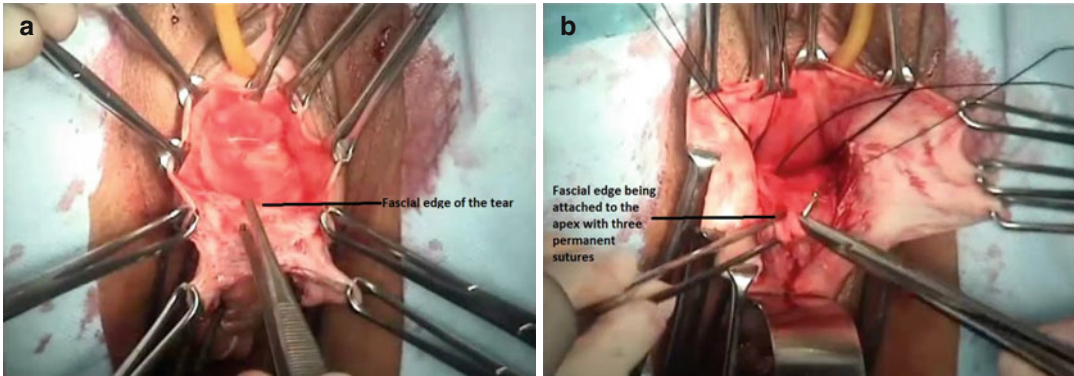 a
Fascial edge of the tear
b
Fascial edge being
attached to the
apex with three
permanent
sutures